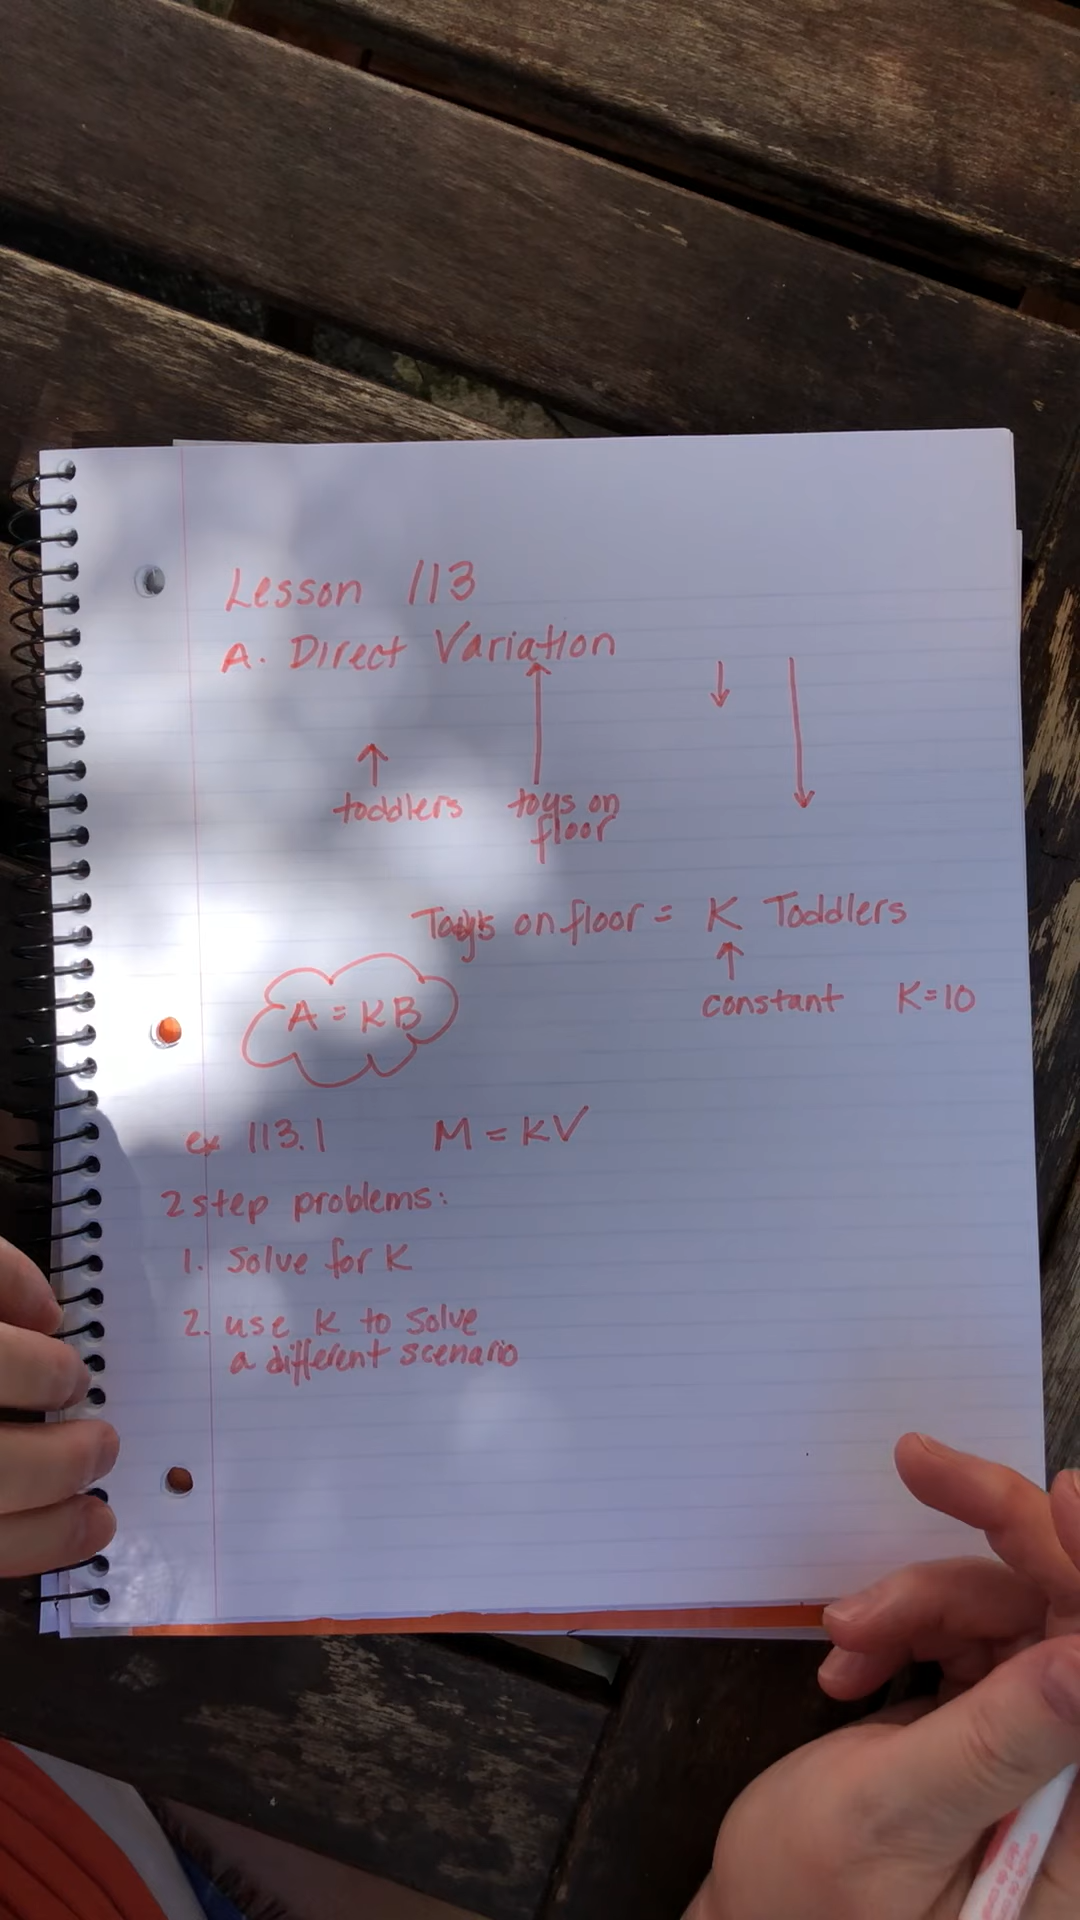 Lesson 113
A. Direct Variation
toddlers toys on
floor
Toys on floor = K Toddlers
constant K=10
A = KB
ex 113.1 M = KV
2 step problems:
1. Solve for K
2. use K to solve
a different scenario